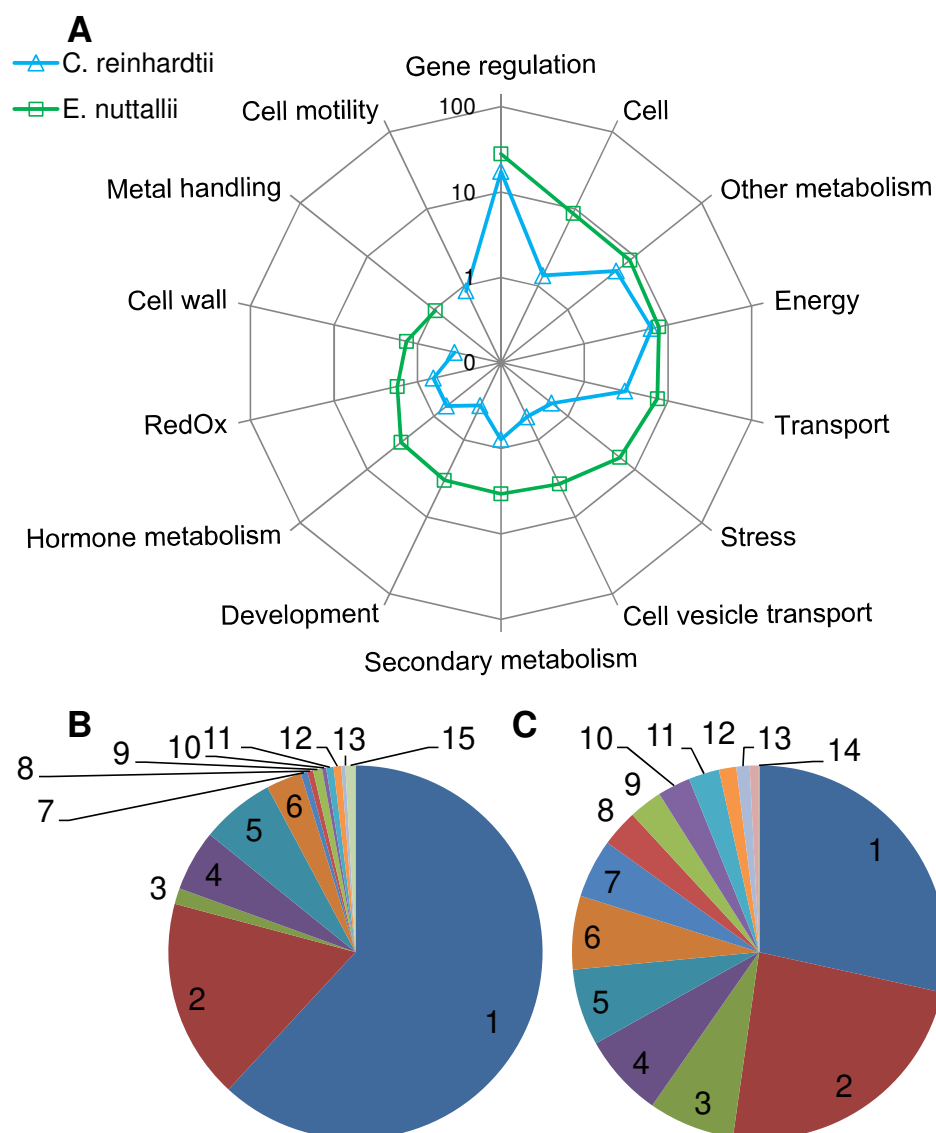 A
C. reinhardtii
E. nuttallii
Gene regulation
Cell motility
Cell
Metal handling
Other metabolism
Cell wall
Energy
RedOx
Transport
Hormone metabolism
Stress
Development
Cell vesicle transport
Secondary metabolism
100
10
1
0
B
1
2
3
4
5
6
7
8
9
10
11
12
13
15
C
1
2
3
4
5
6
7
8
9
10
11
12
13
14